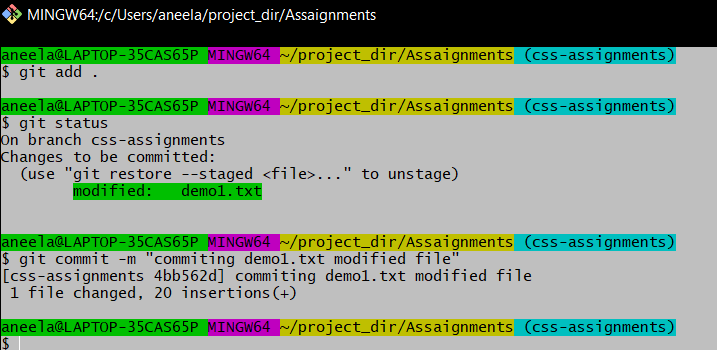 MINGW64:/c/Users/aneela/project_dir/Assaignments
aneela@LAPTOP-35CAS65P MINGW64 ~/project_dir/Assaignments (css-assignments)
$ git add .
aneela@LAPTOP-35CAS65P MINGW64 ~/project_dir/Assaignments (css-assignments)
$ git status
On branch css-assignments
Changes to be committed:
  (use "git restore --staged <file>..." to unstage)
        modified:   demo1.txt
aneela@LAPTOP-35CAS65P MINGW64 ~/project_dir/Assaignments (css-assignments)
$ git commit -m "commiting demo1.txt modified file"
[css-assignments 4bb562d] commiting demo1.txt modified file
 1 file changed, 20 insertions(+)
aneela@LAPTOP-35CAS65P MINGW64 ~/project_dir/Assaignments (css-assignments)
$